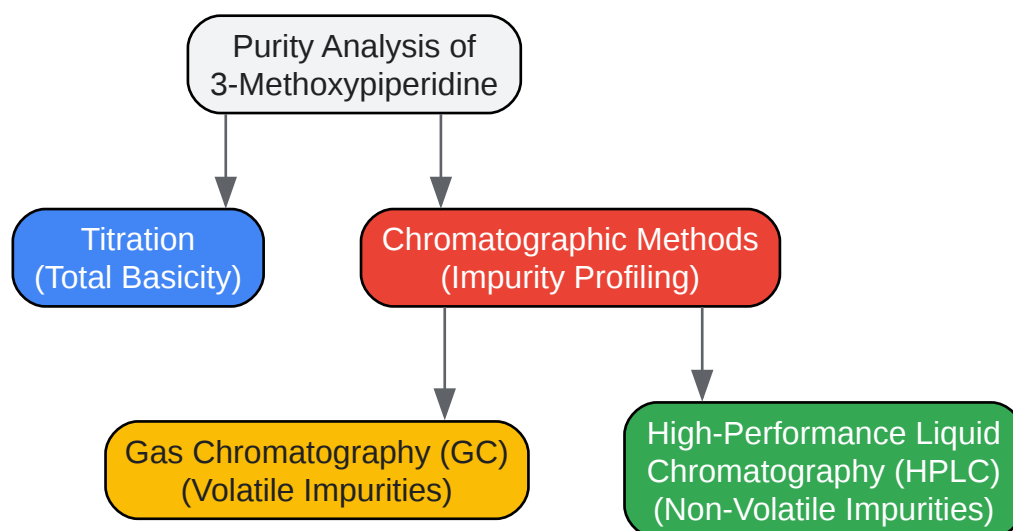 Purity Analysis of
3-Methoxypiperidine
Titration
(Total Basicity)
Chromatographic Methods
(Impurity Profiling)
Gas Chromatography (GC)
(Volatile Impurities)
High-Performance Liquid
Chromatography (HPLC)
(Non-Volatile Impurities)